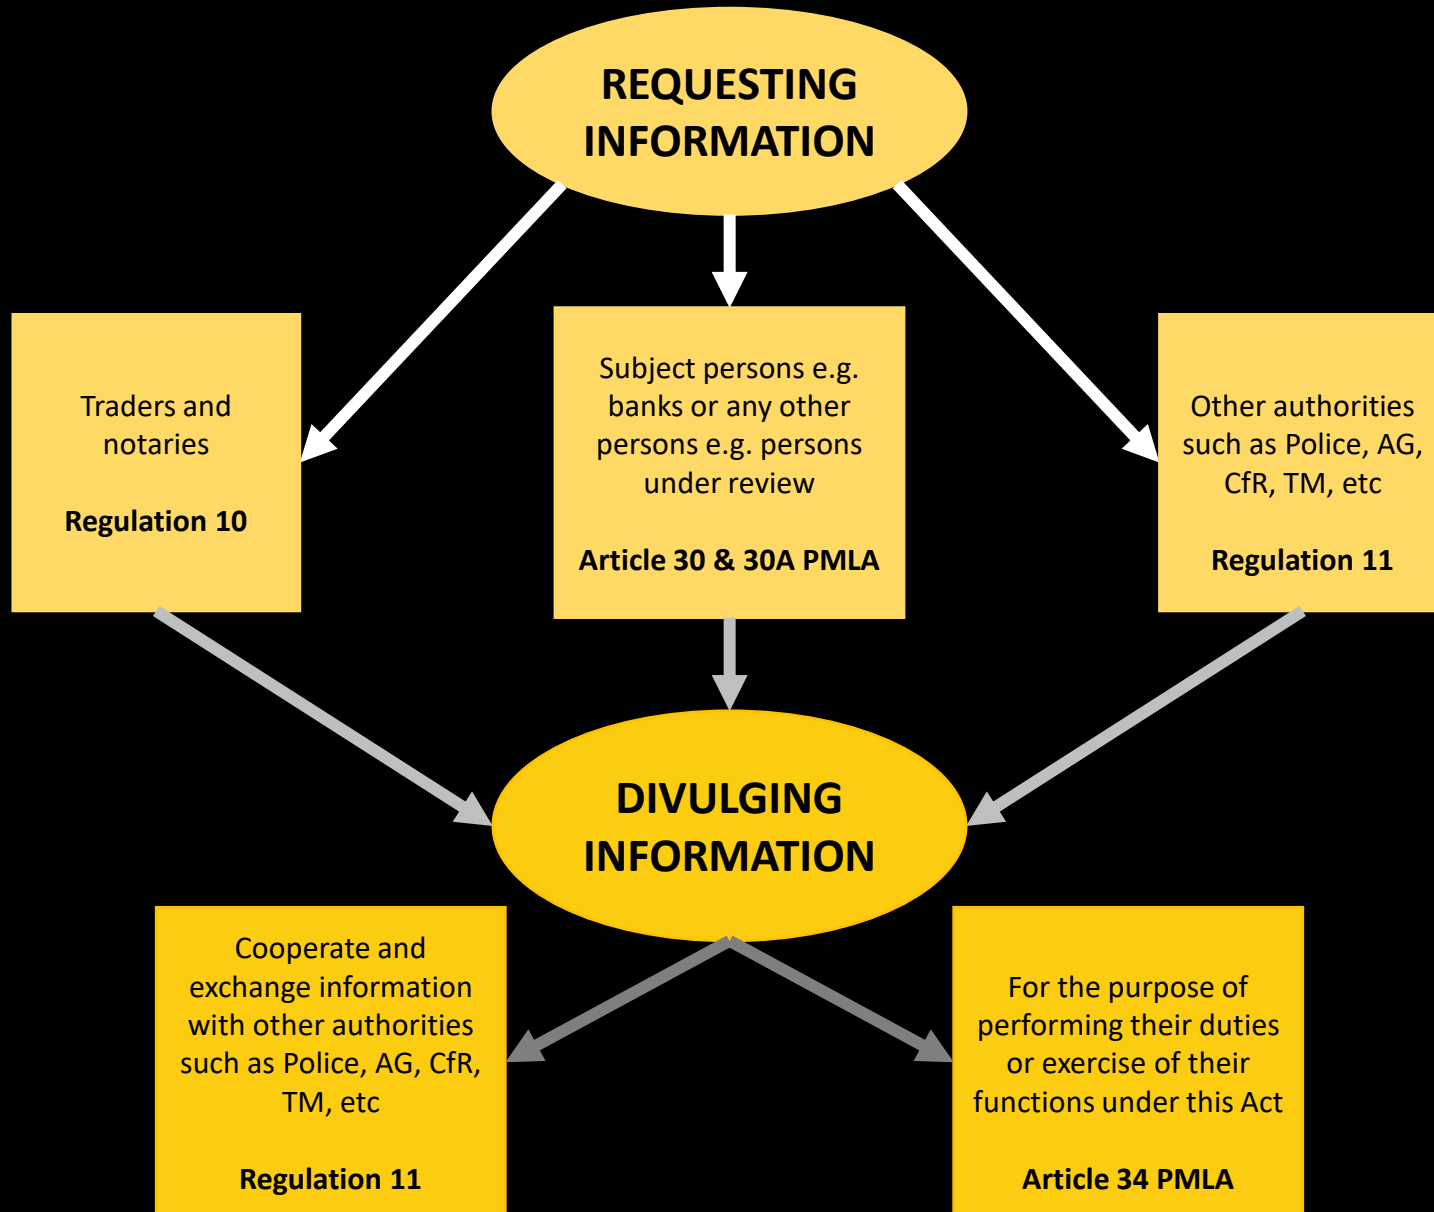 REQUESTING
INFORMATION
Traders and
notaries
Regulation 10
Subject persons e.g.
banks or any other
persons e.g. persons
under review
Article 30 & 30A PMLA
Other authorities
such as Police, AG,
CfR, TM, etc
Regulation 11
DIVULGING
INFORMATION
Cooperate and
exchange information
with other authorities
such as Police, AG, CfR,
TM, etc
Regulation 11
For the purpose of
performing their duties
or exercise of their
functions under this Act
Article 34 PMLA